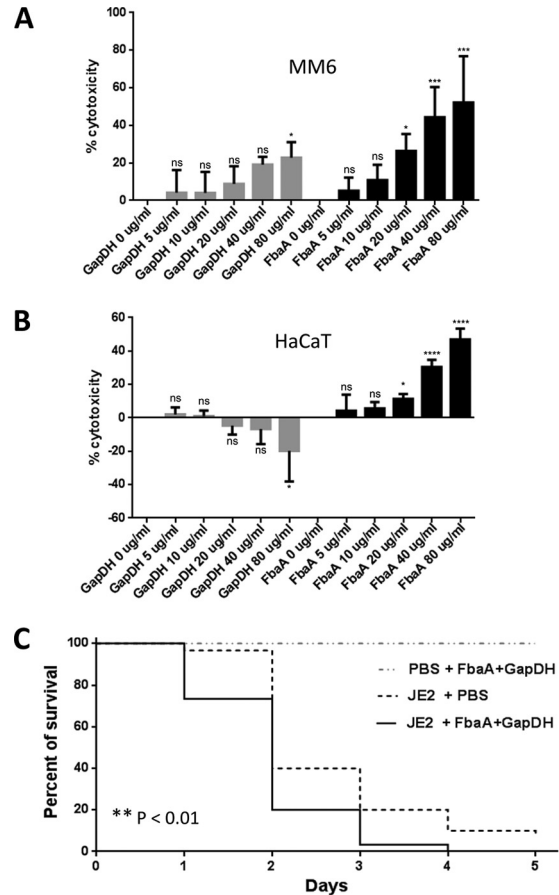 A
MM6
% cytotoxicity
100
80
60
40
20
0
ns
ns
ns
ns
*
ns
ns
*
***
***
GapDH 0 ug/ml
GapDH 5 ug/ml
GapDH 10 ug/ml
GapDH 20 ug/ml
GapDH 40 ug/ml
GapDH 80 ug/ml
FbaA 0 ug/ml
FbaA 5 ug/ml
FbaA 10 ug/ml
FbaA 20 ug/ml
FbaA 40 ug/ml
FbaA 80 ug/ml
B
HaCaT
% cytotoxicity
60
40
20
0
-20
-40
-60
ns
ns
ns
ns
*
ns
ns
*
****
****
GapDH 0 ug/ml
GapDH 5 ug/ml
GapDH 10 ug/ml
GapDH 20 ug/ml
GapDH 40 ug/ml
GapDH 80 ug/ml
FbaA 0 ug/ml
FbaA 5 ug/ml
FbaA 10 ug/ml
FbaA 20 ug/ml
FbaA 40 ug/ml
FbaA 80 ug/ml
C
Percent of survival
100
80
60
40
20
0
PBS + FbaA+GapDH
JE2 + PBS
JE2 + FbaA+GapDH
** P < 0.01
0 1 2 3 4 5
Days